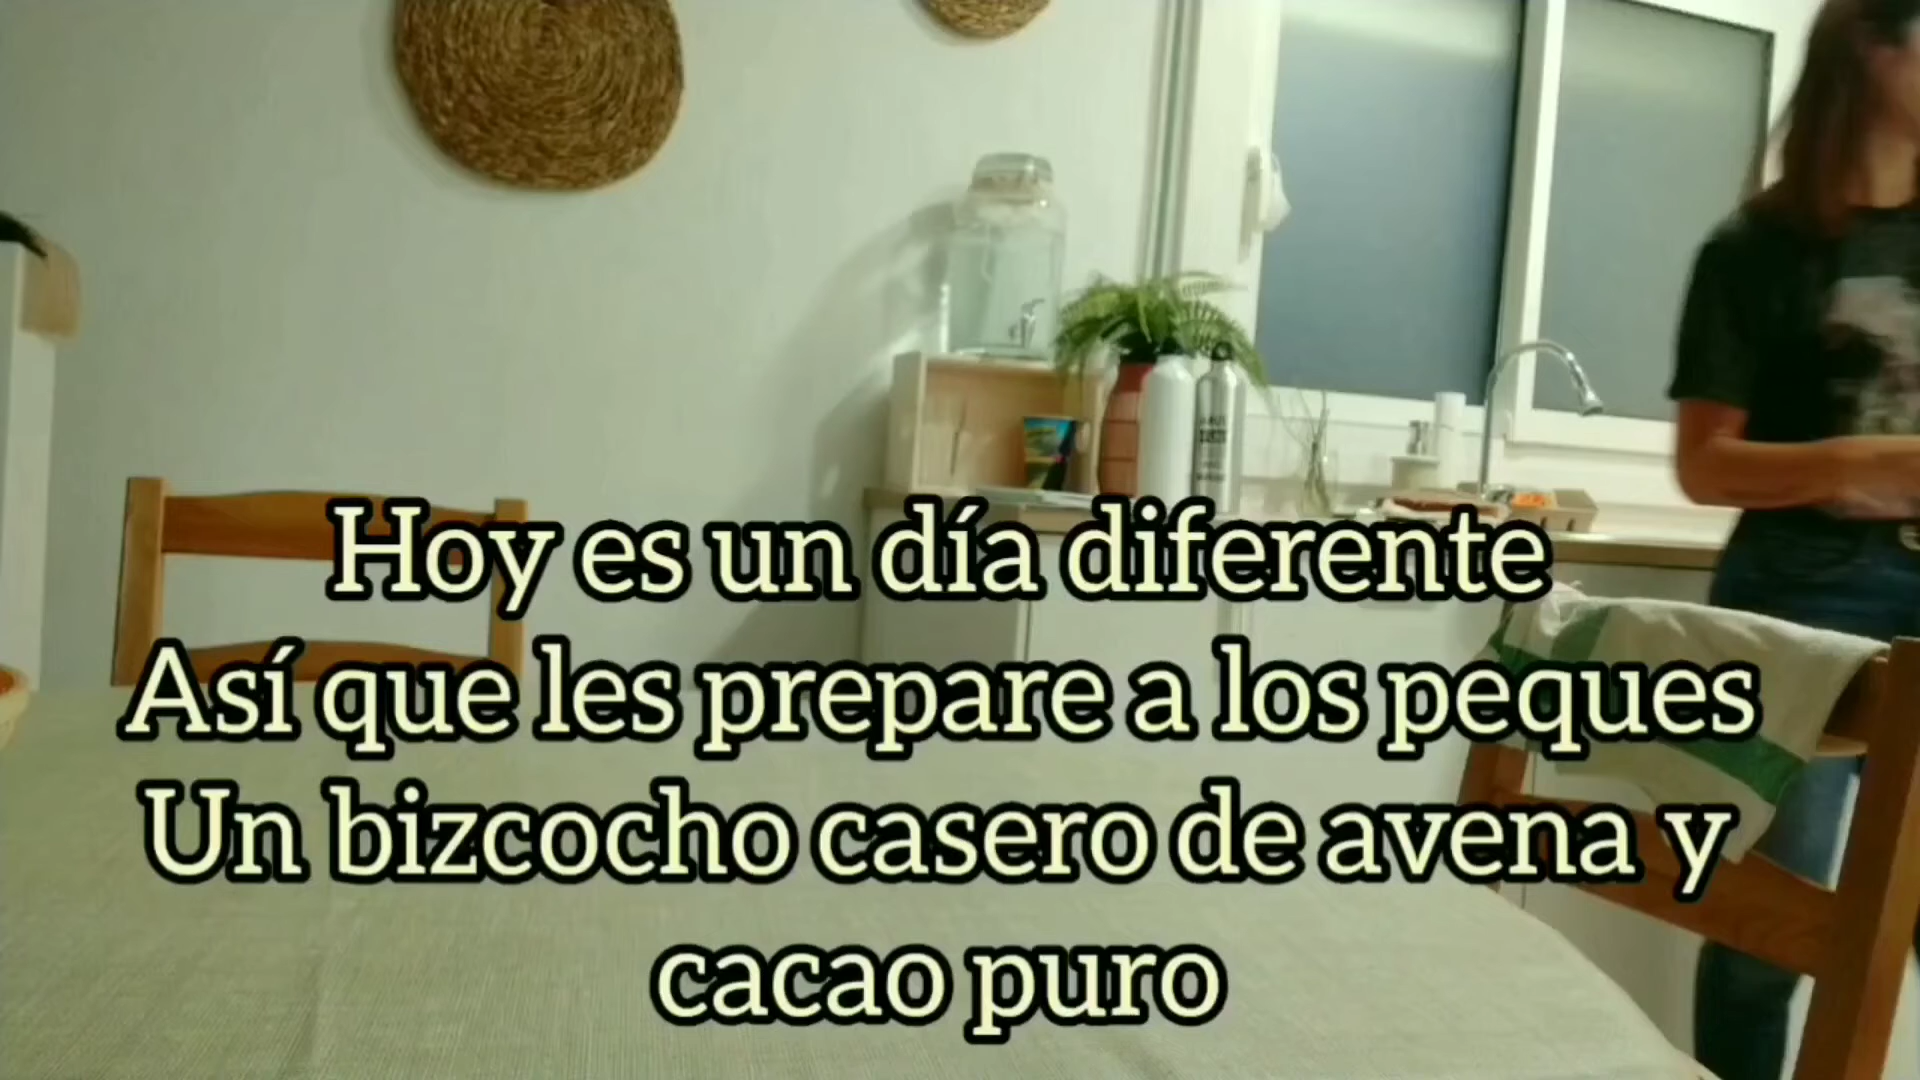 Hoy es un día diferente
Así que les prepare a los peques
Un bizcocho casero de avena y
cacao puro